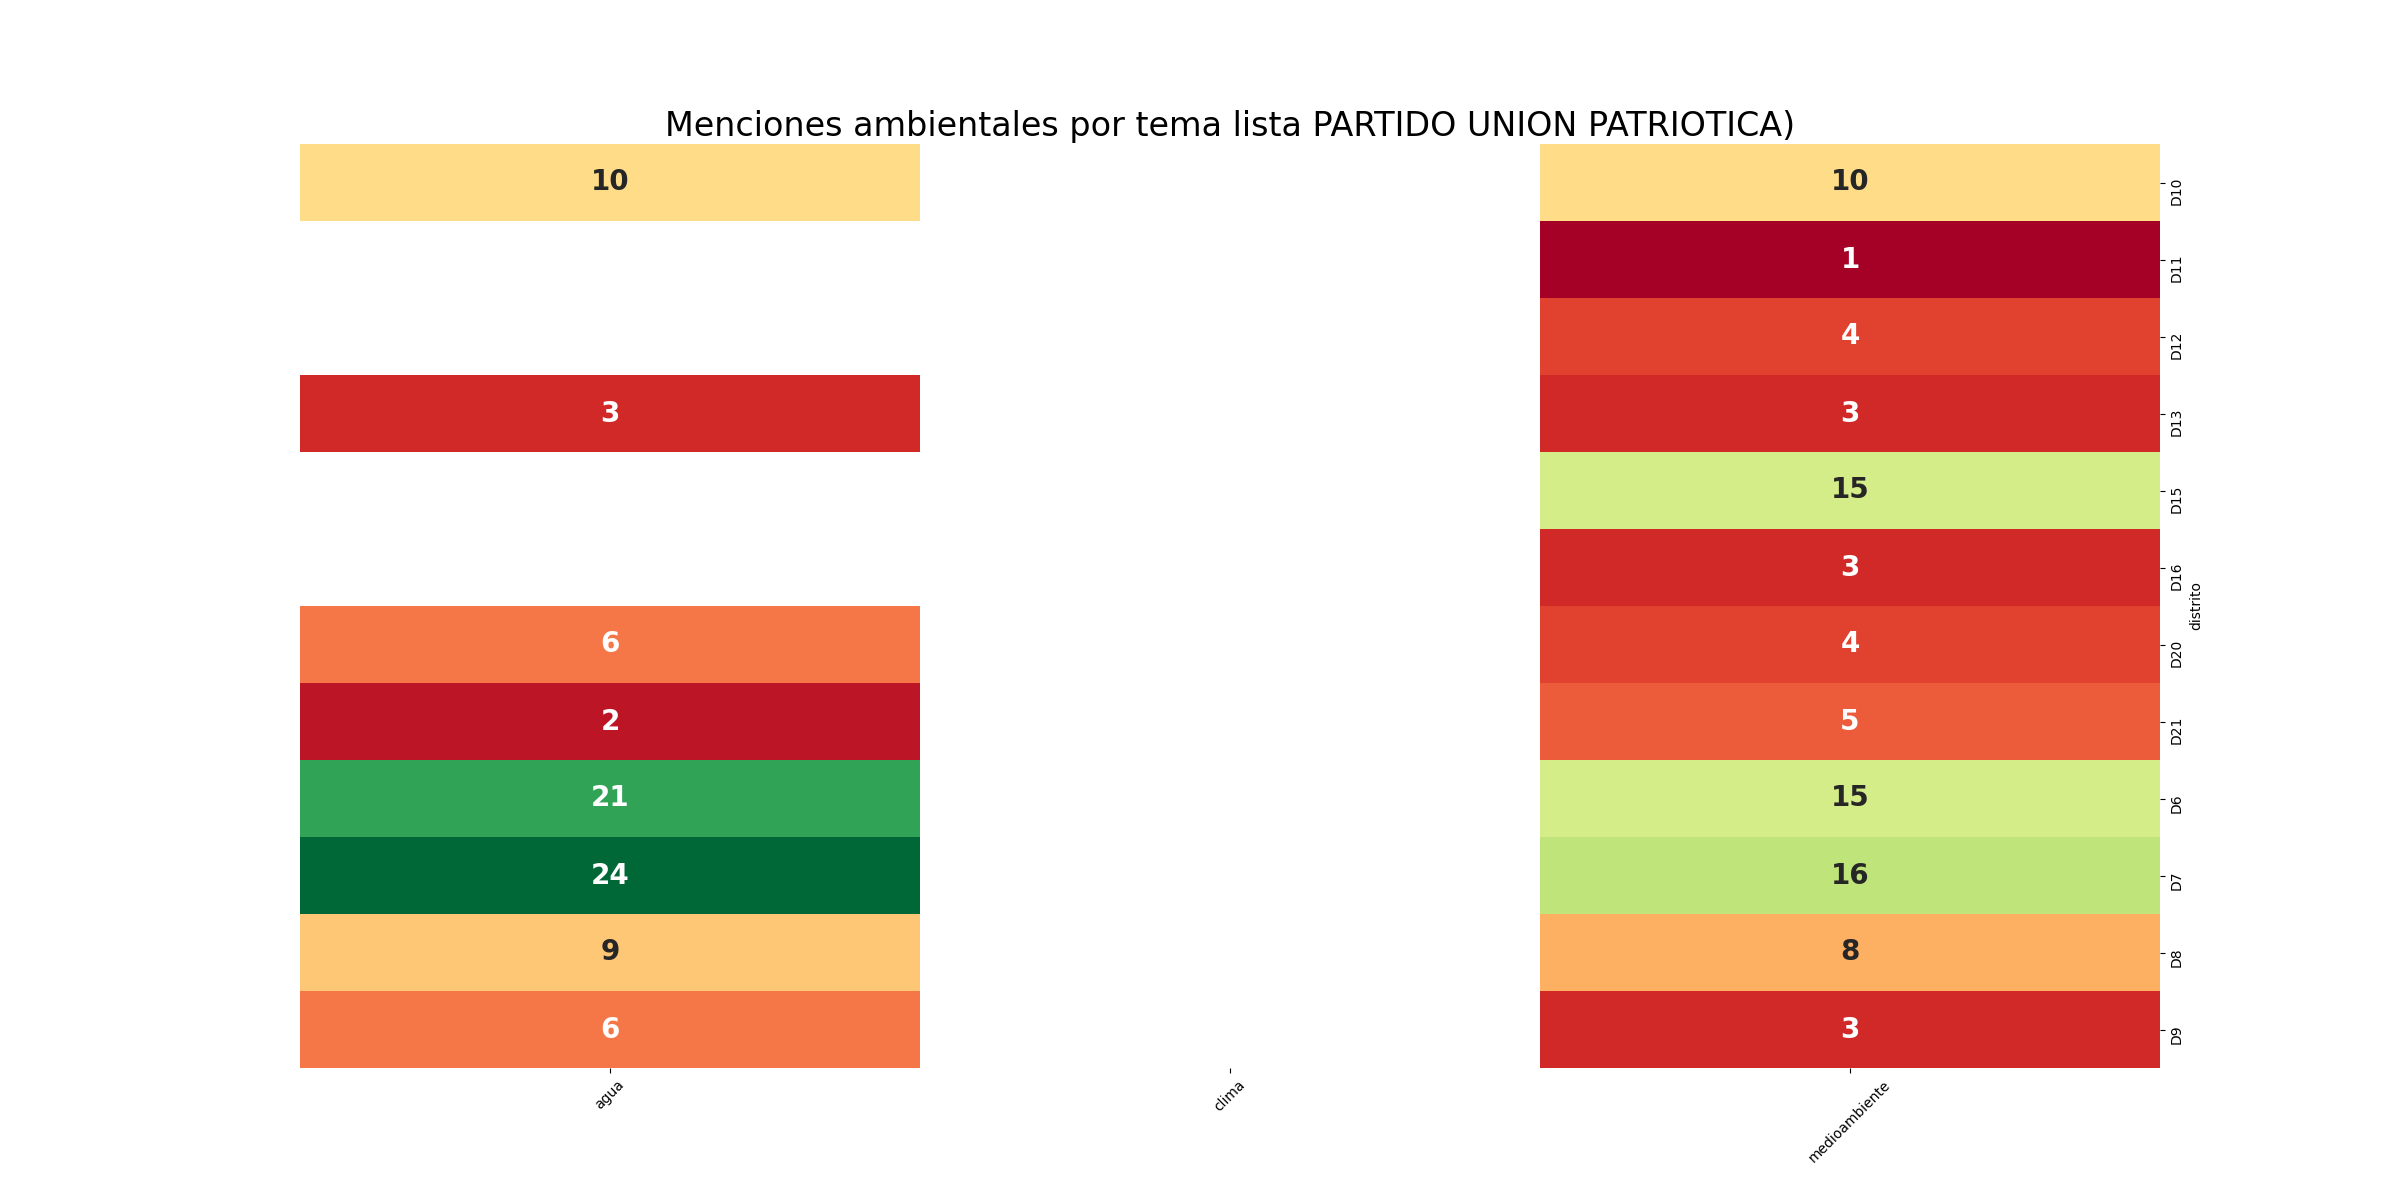 Menciones ambientales por tema lista PARTIDO UNION PATRIOTICA)
10 10 D10
1 D11
4 D12
3 3 D13
15 D15
3 D16
distrito
6 4 D20
2 5 D21
21 15 D6
24 16 D7
9 8 D8
6 3 D9
agua clima medioambiente